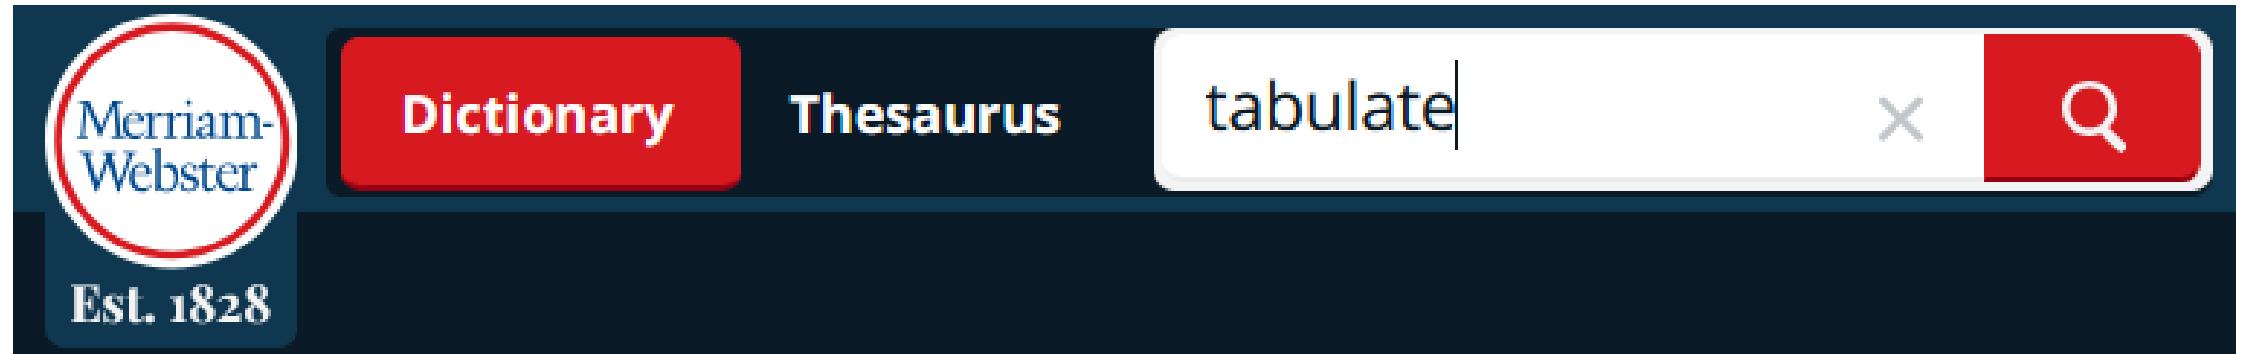 Merriam-
Webster
Est. 1828
Dictionary
Thesaurus
tabulate